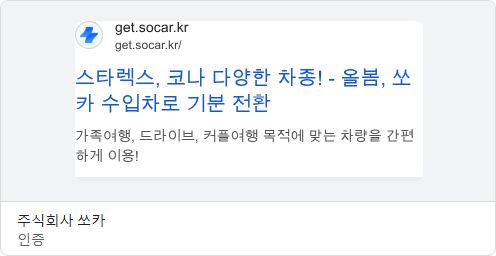 get.socar.kr
get.socar.kr/
스타렉스, 코나 다양한 차종! - 올봄, 쏘
카 수입차로 기분 전환
가족여행, 드라이브, 커플여행 목적에 맞는 차량을 간편
하게 이용!
주식회사 쏘카
인증